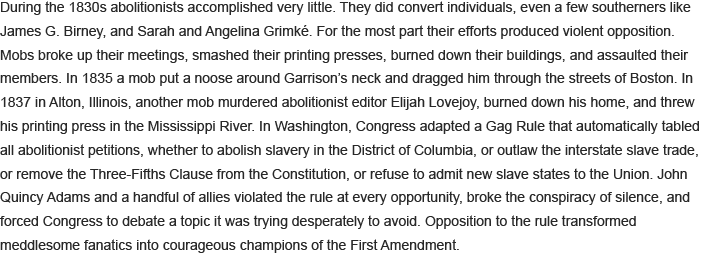 During the 1830s abolitionists accomplished very little. They did convert individuals, even a few southerners like
James G. Birney, and Sarah and Angelina Grimké. For the most part their efforts produced violent opposition.
Mobs broke up their meetings, smashed their printing presses, burned down their buildings, and assaulted their
members. In 1835 a mob put a noose around Garrison's neck and dragged him through the streets of Boston. In
1837 in Alton, Illinois, another mob murdered abolitionist editor Elijah Lovejoy, burned down his home, and threw
his printing press in the Mississippi River. In Washington, Congress adapted a Gag Rule that automatically tabled
all abolitionist petitions, whether to abolish slavery in the District of Columbia, or outlaw the interstate slave trade,
or remove the Three-Fifths Clause from the Constitution, or refuse to admit new slave states to the Union. John
Quincy Adams and a handful of allies violated the rule at every opportunity, broke the conspiracy of silence, and
forced Congress to debate a topic it was trying desperately to avoid. Opposition to the rule transformed
meddlesome fanatics into courageous champions of the First Amendment.